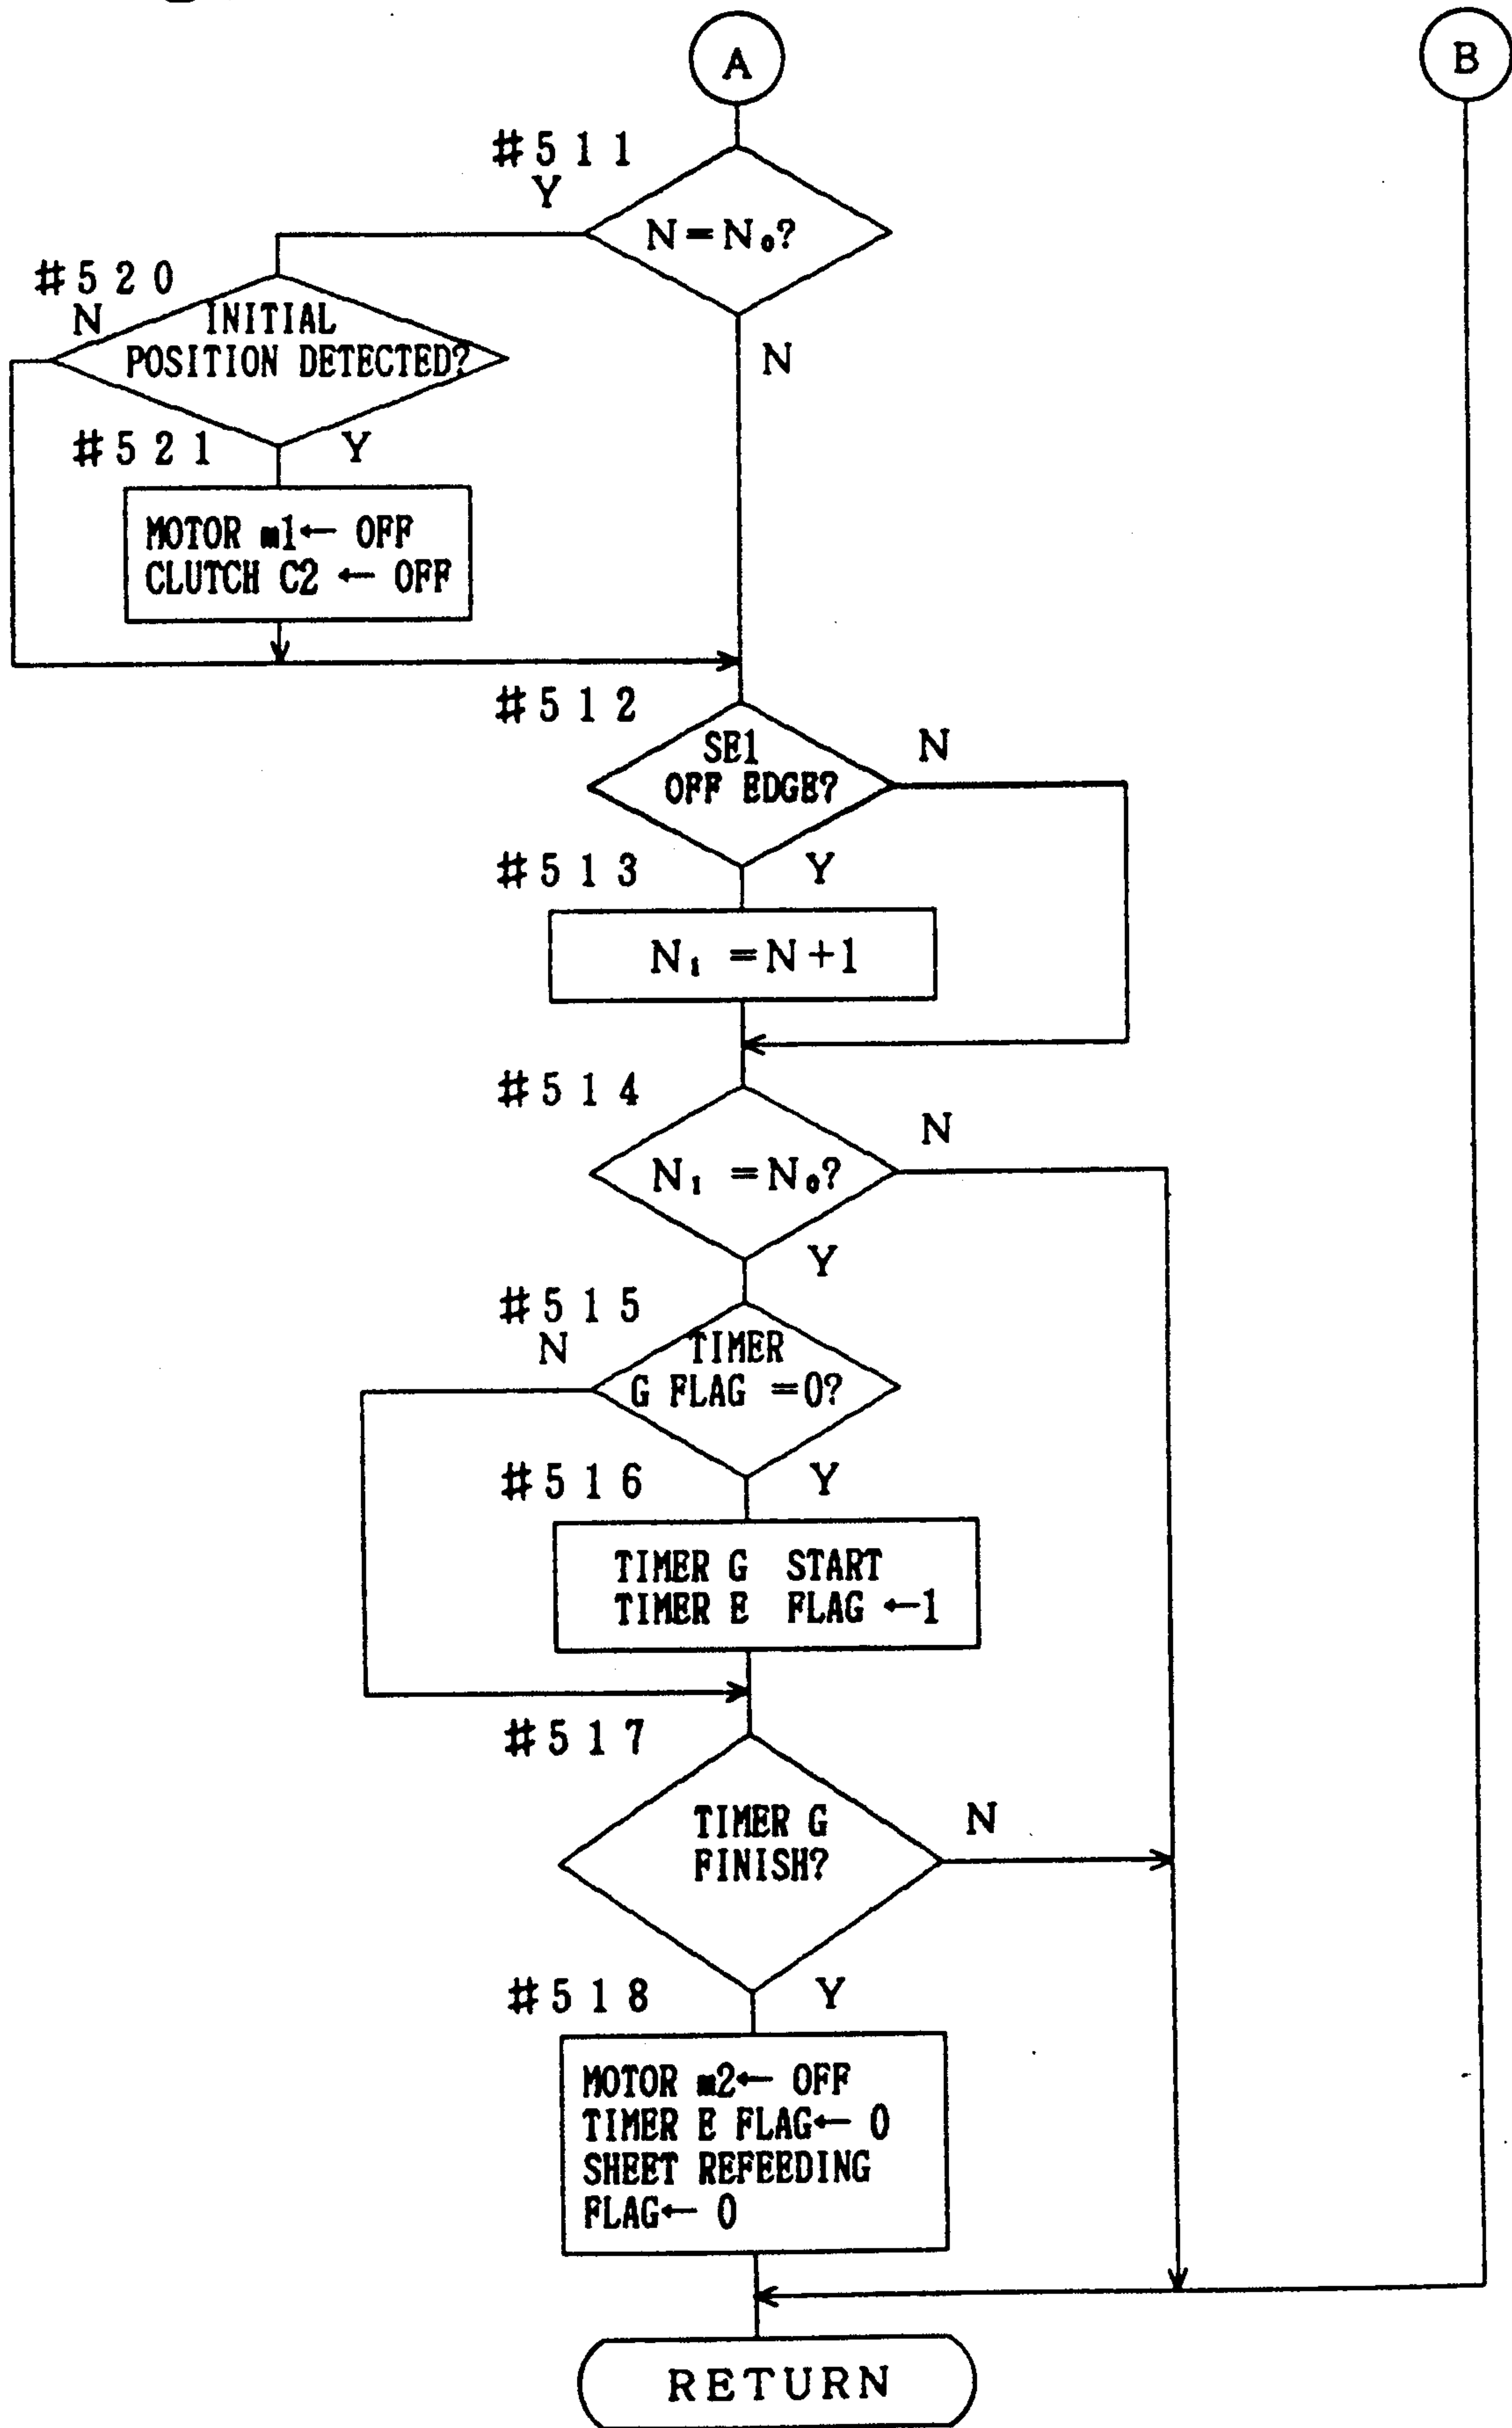 A
B
#511
Y
N=N₀?
#520
N
INITIAL
POSITION DETECTED?
N
#521
Y
MOTOR m1← OFF
CLUTCH C2 ← OFF
#512
SE1
OFF EDGE?
N
#513
Y
N₁ =N+1
#514
N
N₁ =N₀?
Y
#515
N
TIMER
G FLAG =0?
#516
Y
TIMER G START
TIMER E FLAG ←1
#517
TIMER G
FINISH?
N
#518
Y
MOTOR m2← OFF
TIMER E FLAG← 0
SHEET REFEEDING
FLAG← 0
RETURN